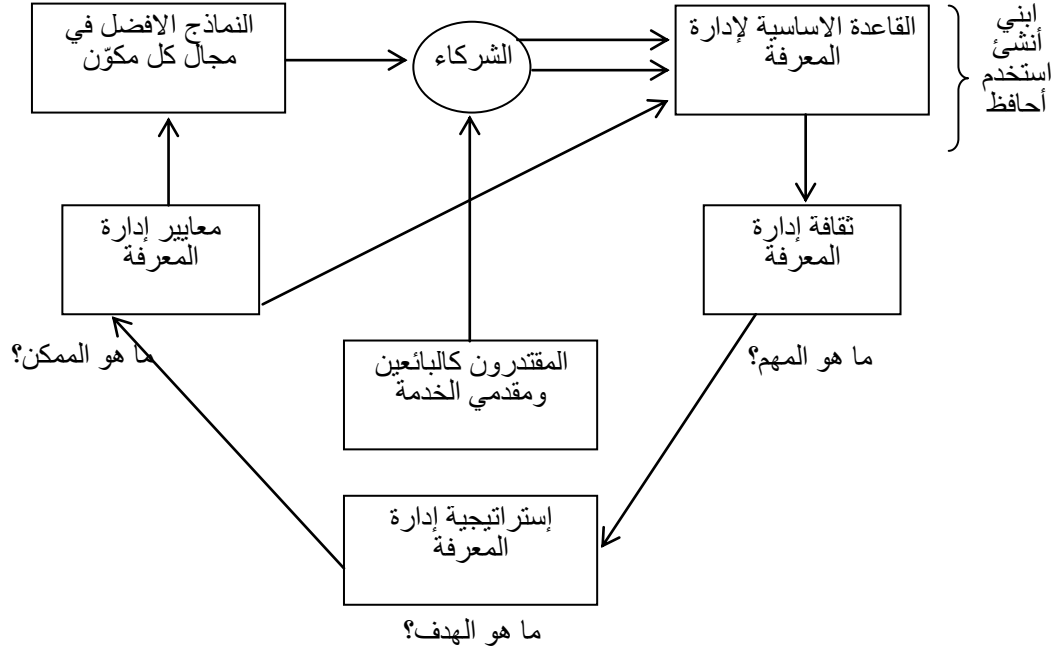 القاعدة الاساسية لإدارة
المعرفة
ابني
أنشئ
استخدم
أحافظ
الشركاء
النماذج الافضل في
مجال كل مكوّن
ثقافة إدارة
المعرفة
معايير إدارة
المعرفة
ما هو المهم؟
ما هو الممكن؟
المقتدرون كالبائعين
ومقدمي الخدمة
إستراتيجية إدارة
المعرفة
ما هو الهدف؟